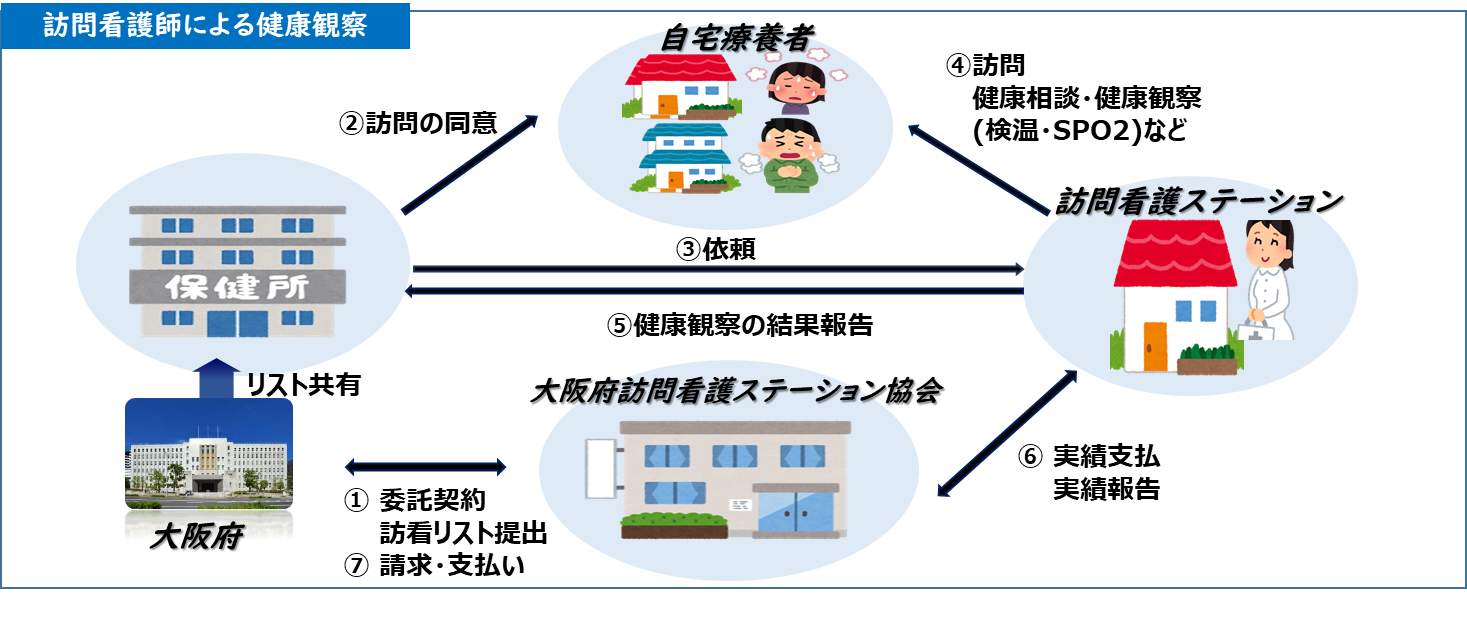 訪問看護師による健康観察
自宅療養者
④訪問
健康相談・健康観察
(検温・SPO2)など
②訪問の同意
訪問看護ステーション
③依頼
保健所
⑤健康観察の結果報告
リスト共有
大阪府訪問看護ステーション協会
⑥ 実績支払
実績報告
① 委託契約
訪看リスト提出
⑦ 請求・支払い
大阪府